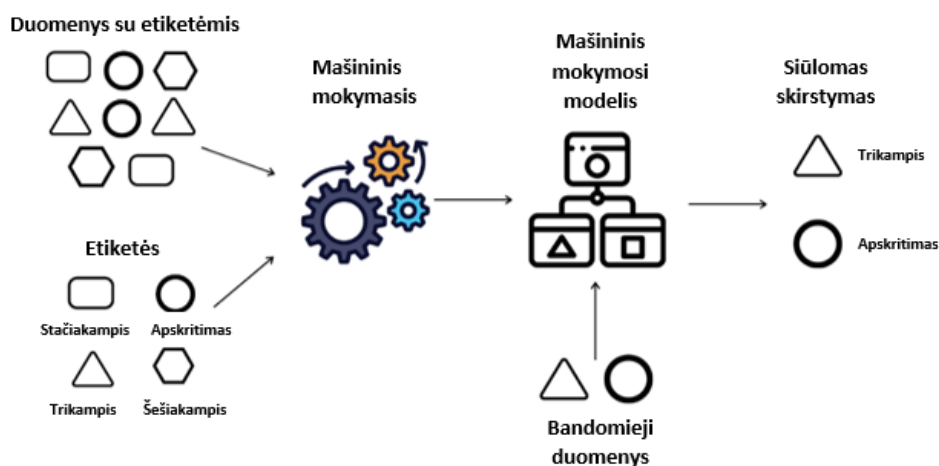 Duomenys su etiketėmis
Mašininis
mokymasis
Mašininis
mokymosi
modelis
Siūlomas
skirstymas
Trikampis
Apskritimas
Etiketės
Stačiakampis
Apskritimas
Trikampis
Šešiakampis
Bandomieji
duomenys